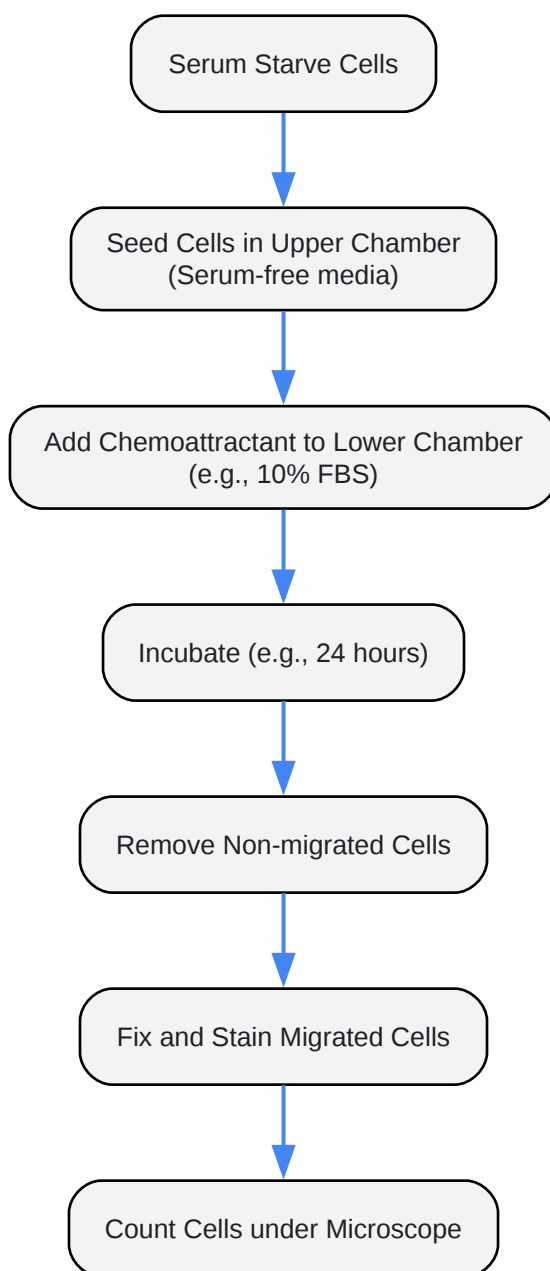 Serum Starve Cells
Seed Cells in Upper Chamber
(Serum-free media)
Add Chemoattractant to Lower Chamber
(e.g., 10% FBS)
Incubate (e.g., 24 hours)
Remove Non-migrated Cells
Fix and Stain Migrated Cells
Count Cells under Microscope